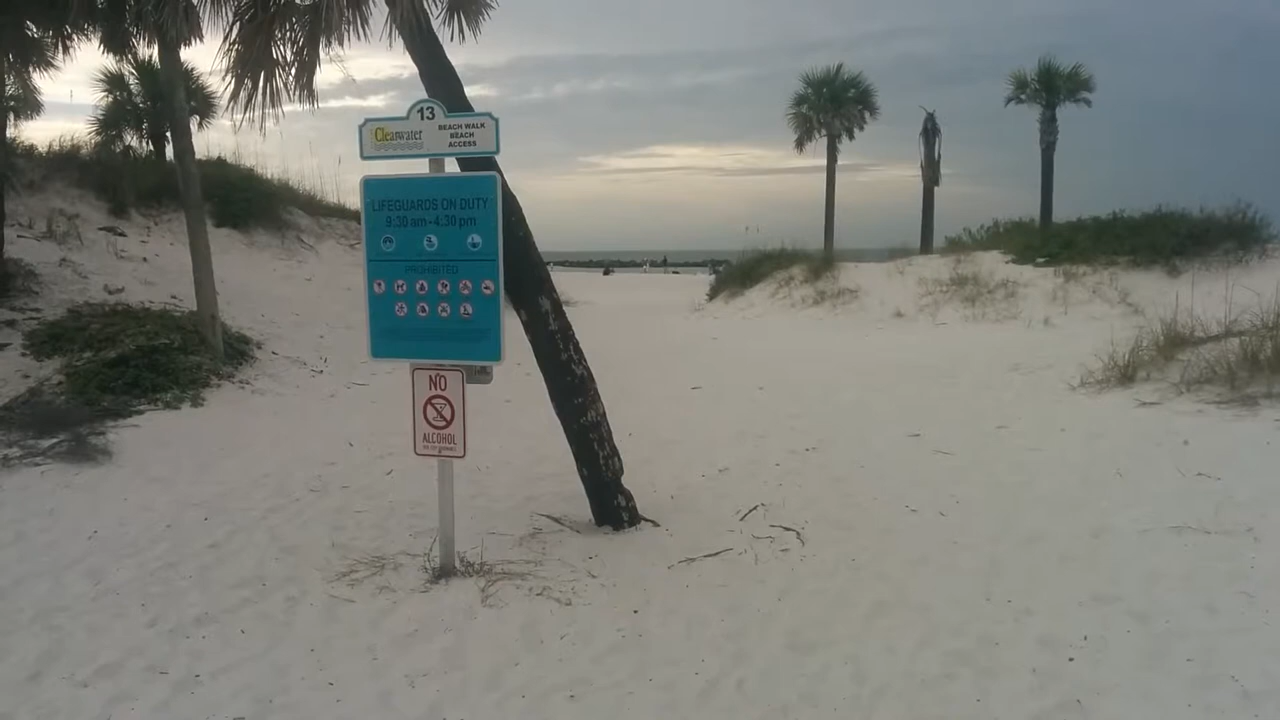 13
Clearwater
BEACH WALK
BEACH
ACCESS
LIFEGUARDS ON DUTY
9:30 am - 4:30 pm
PROHIBITED
NO
ALCOHOL